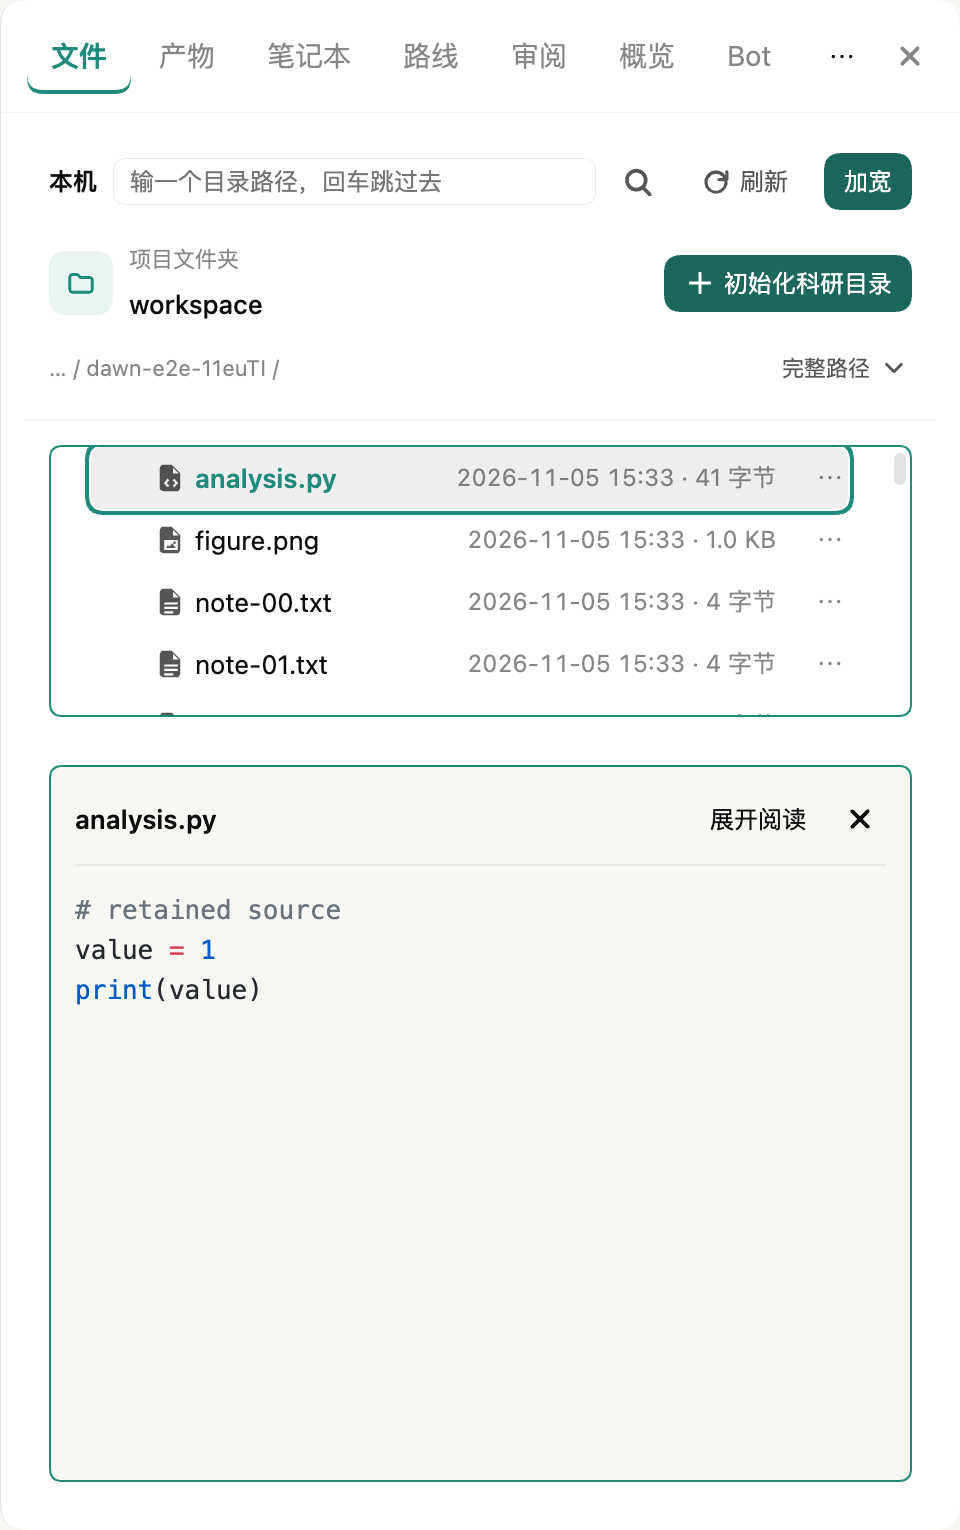 文件 产物 笔记本 路线 审阅 概览 Bot ...
本机 输一个目录路径，回车跳过去 刷新 加宽
项目文件夹
workspace
初始化科研目录
... / dawn-e2e-11euTI / 完整路径
analysis.py 2026-11-05 15:33 · 41 字节 ...
figure.png 2026-11-05 15:33 · 1.0 KB ...
note-00.txt 2026-11-05 15:33 · 4 字节 ...
note-01.txt 2026-11-05 15:33 · 4 字节 ...
analysis.py 展开阅读
# retained source
value = 1
print(value)